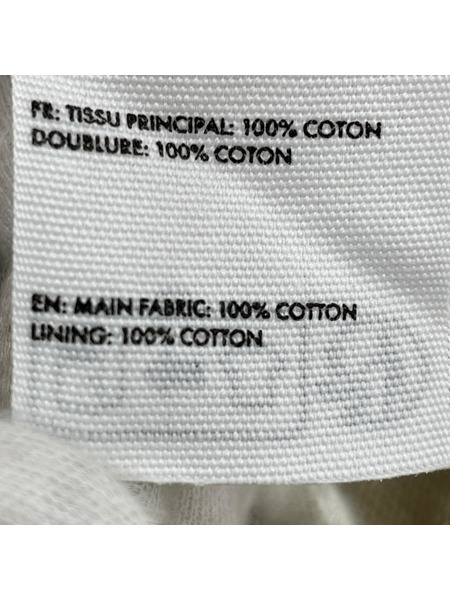 FR: TISSU PRINCIPAL: 100% COTON
DOUBLURE: 100% COTON
EN: MAIN FABRIC: 100% COTTON
LINING: 100% COTTON